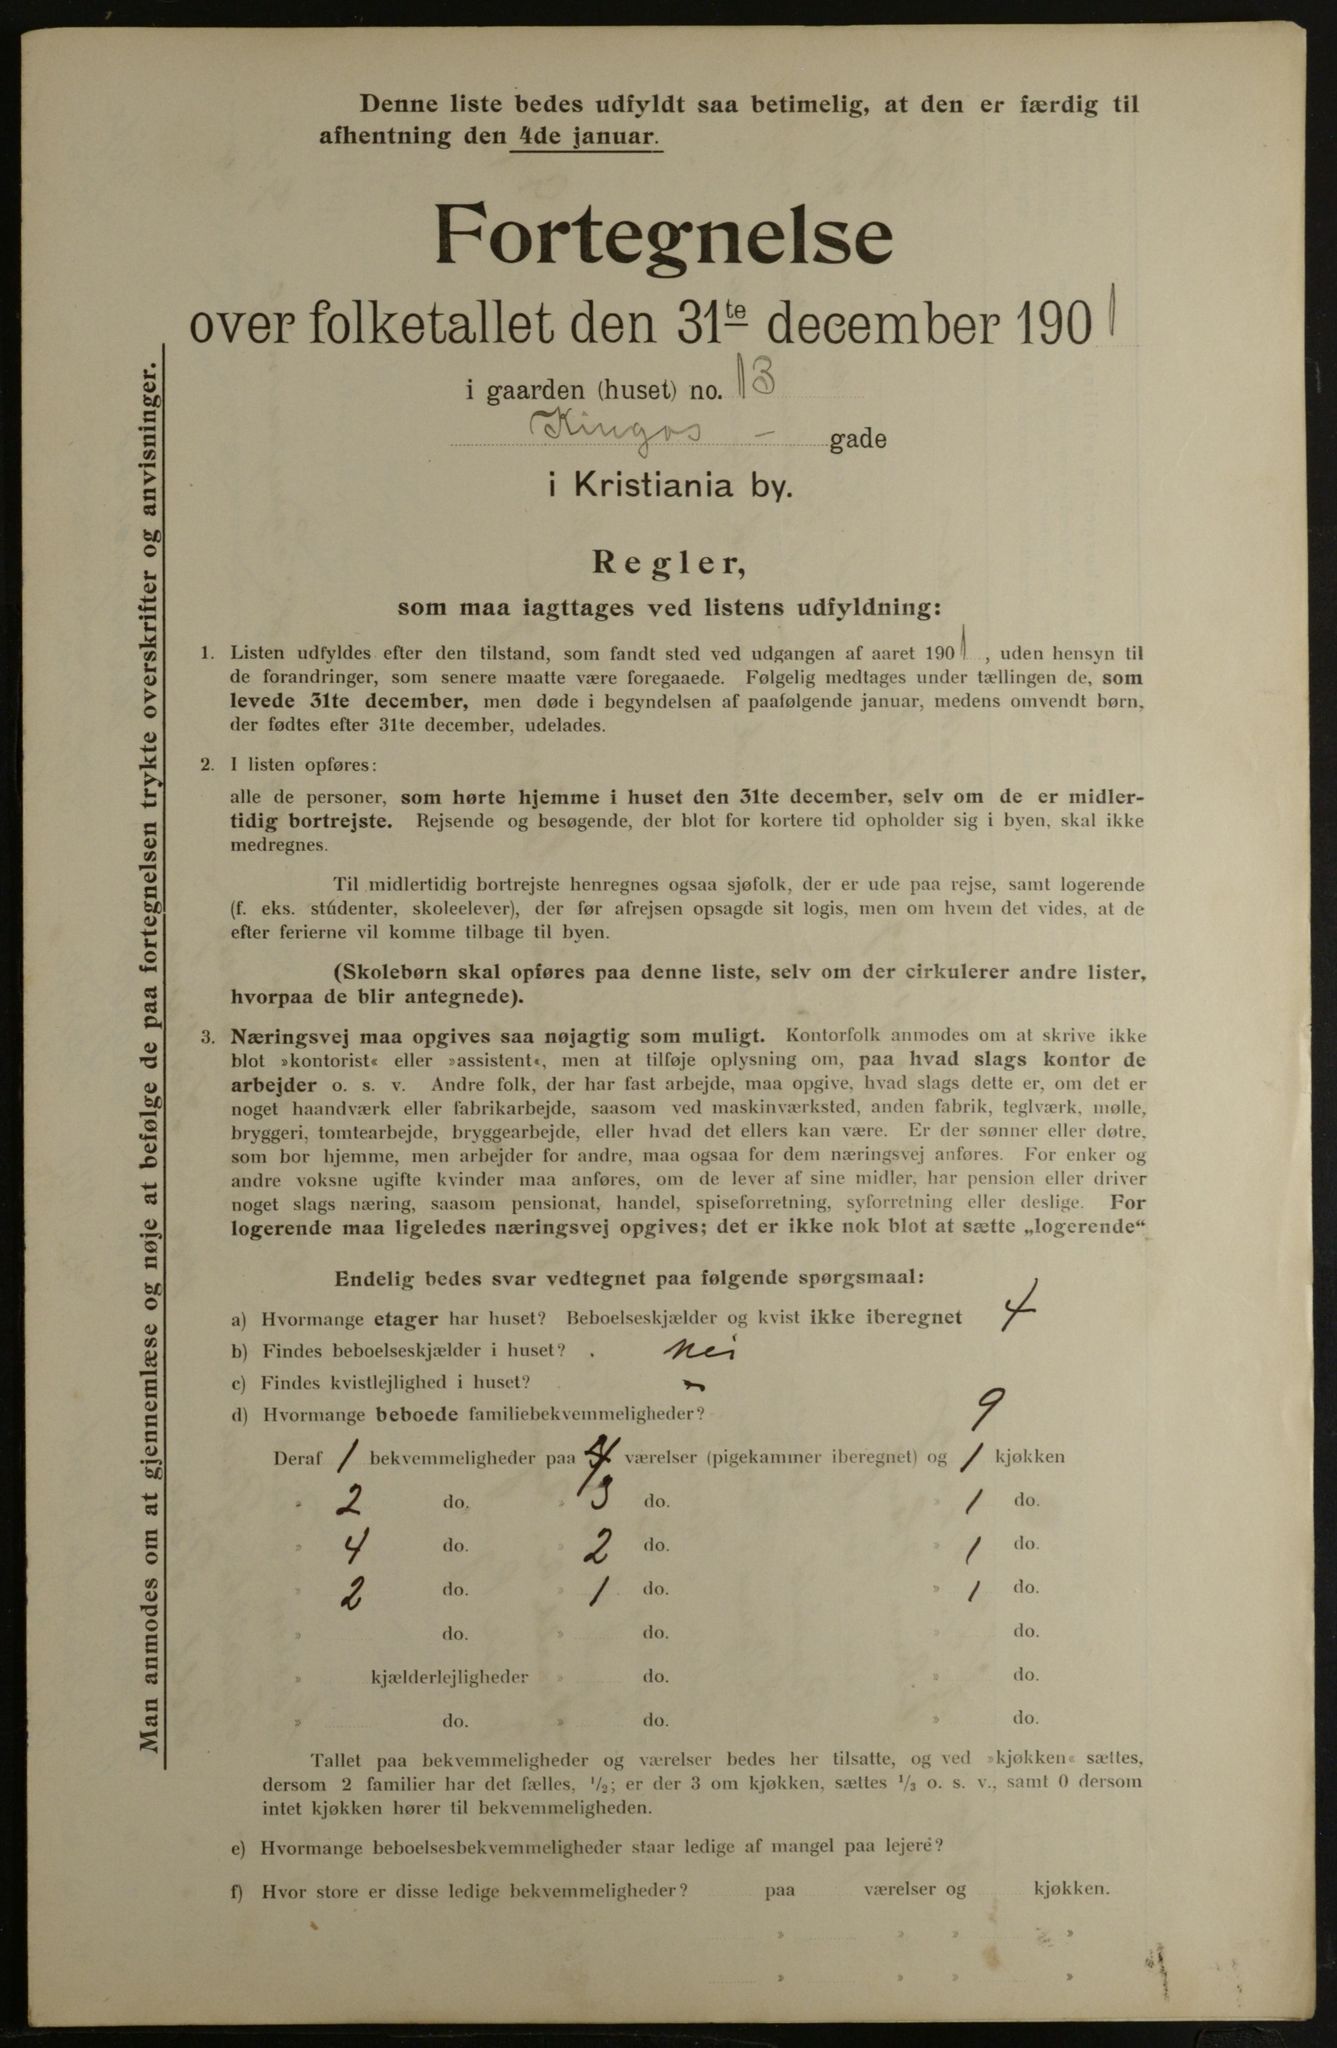 Denne liste bedes udfyldt saa betimelig, at den er færdig til
afhentning den 4de januar.
Fortegnelse
over folketallet den 31te december 1901
i gaarden (huset) no. 13
Kingos - gade
i Kristiania by.
Regler,
som maa iagttages ved listens udfyldning:
1. Listen udfyldes efter den tilstand, som fandt sted ved udgangen af aaret 1901, uden hensyn til
de forandringer, som senere maatte være foregaaede. Følgelig medtages under tællingen de, som
levede 31te december, men døde i begyndelsen af paafølgende januar, medens omvendt børn,
der fødtes efter 31te december, udelades.
2. I listen opføres:
alle de personer, som hørte hjemme i huset den 31te december, selv om de er midler-
tidig bortrejste. Rejsende og besøgende, der blot for kortere tid opholder sig i byen, skal ikke
medregnes.
Til midlertidig bortrejste henregnes ogsaa sjøfolk, der er ude paa rejse, samt logerende
(f. eks. studenter, skoleelever), der før afrejsen opsagde sit logis, men om hvem det vides, at de
efter ferierne vil komme tilbage til byen.
(Skolebørn skal opføres paa denne liste, selv om der cirkulerer andre lister,
hvorpaa de blir antegnede).
3. Næringsvej maa opgives saa nøjagtig som muligt. Kontorfolk anmodes om at skrive ikke
blot »kontorist« eller »assistent«, men at tilføje oplysning om, paa hvad slags kontor de
arbejder o. s. v. Andre folk, der har fast arbejde, maa opgive, hvad slags dette er, om det er
noget haandværk eller fabrikarbejde, saasom ved maskinværksted, anden fabrik, teglværk, mølle,
bryggeri, tomtearbejde, bryggearbejde, eller hvad det ellers kan være. Er der sønner eller døtre,
som bor hjemme, men arbejder for andre, maa ogsaa for dem næringsvej anføres. For enker og
andre voksne ugifte kvinder maa anføres, om de lever af sine midler, har pension eller driver
noget slags næring, saasom pensionat, handel, spiseforretning, syforretning eller deslige. For
logerende maa ligeledes næringsvej opgives; det er ikke nok blot at sætte „logerende“
Endelig bedes svar vedtegnet paa følgende spørgsmaal:
a) Hvormange etager har huset? Beboelseskjælder og kvist ikke iberegnet 4
b) Findes beboelseskjælder i huset? . Nei
c) Findes kvistlejlighed i huset? -
d) Hvormange beboede familiebekvemmeligheder? 9
Deraf 1 bekvemmeligheder paa 4 værelser (pigekammer iberegnet) og 1 kjøkken
» 2 do. » 3 do. » 1 do.
» 4 do. » 2 do. » 1 do.
» 2 do. » 1 do. » 1 do.
» do. » do. » do.
» kjælderlejligheder » do. » do.
» do. » do. » do.
Tallet paa bekvemmeligheder og værelser bedes her tilsatte, og ved »kjøkken« sættes,
dersom 2 familier har det fælles, 1/2; er der 3 om kjøkken, sættes 1/3 o. s. v., samt 0 dersom
intet kjøkken hører til bekvemmeligheden.
e) Hvormange beboelsesbekvemmeligheder staar ledige af mangel paa lejere?
f) Hvor store er disse ledige bekvemmeligheder? paa værelser og kjøkken.
» » » »
» » » »
Man anmodes om at gjennemlæse og nøje at befølge de paa fortegnelsen trykte overskrifter og anvisninger.